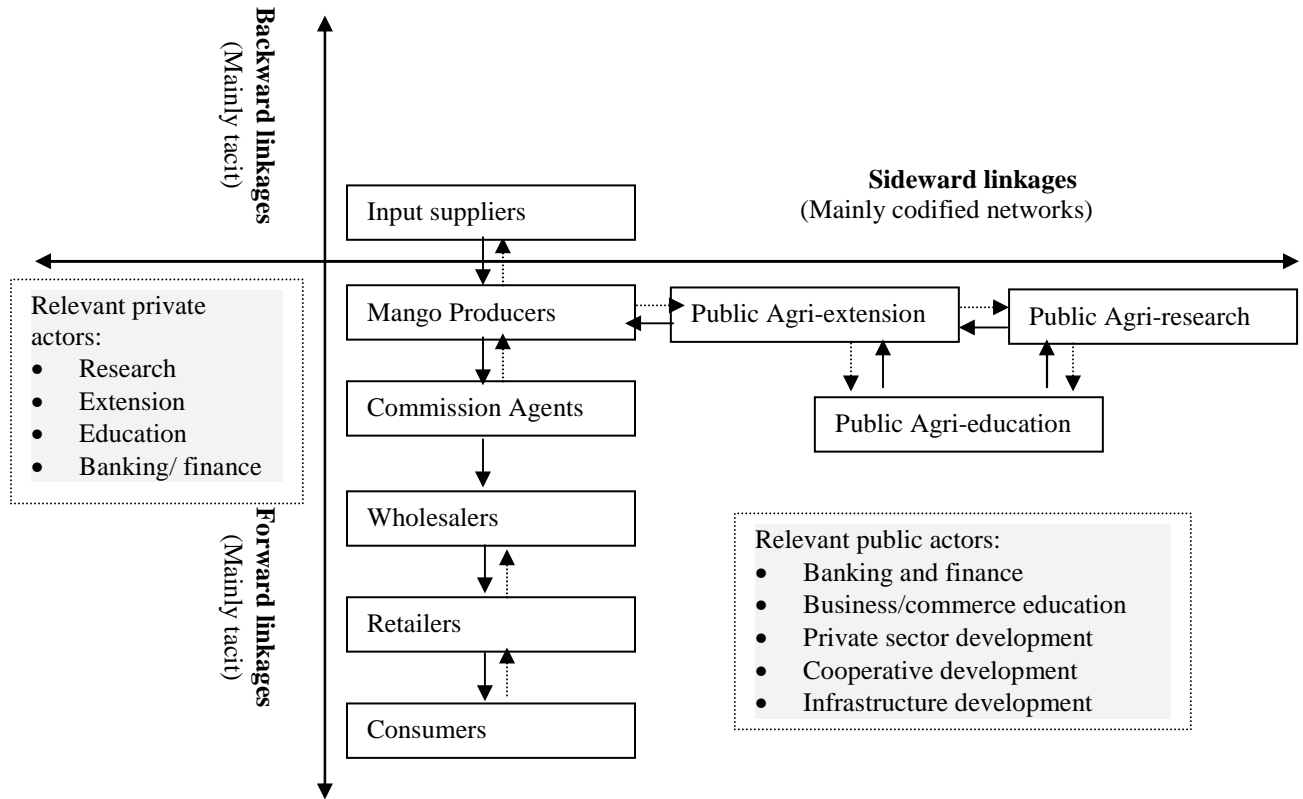 Backward linkages
(Mainly tacit)
Sideward linkages
(Mainly codified networks)
Input suppliers
Relevant private
actors:
• Research
• Extension
• Education
• Banking/ finance
Mango Producers
Public Agri-extension
Public Agri-research
Commission Agents
Public Agri-education
Forward linkages
(Mainly tacit)
Wholesalers
Retailers
Consumers
Relevant public actors:
• Banking and finance
• Business/commerce education
• Private sector development
• Cooperative development
• Infrastructure development